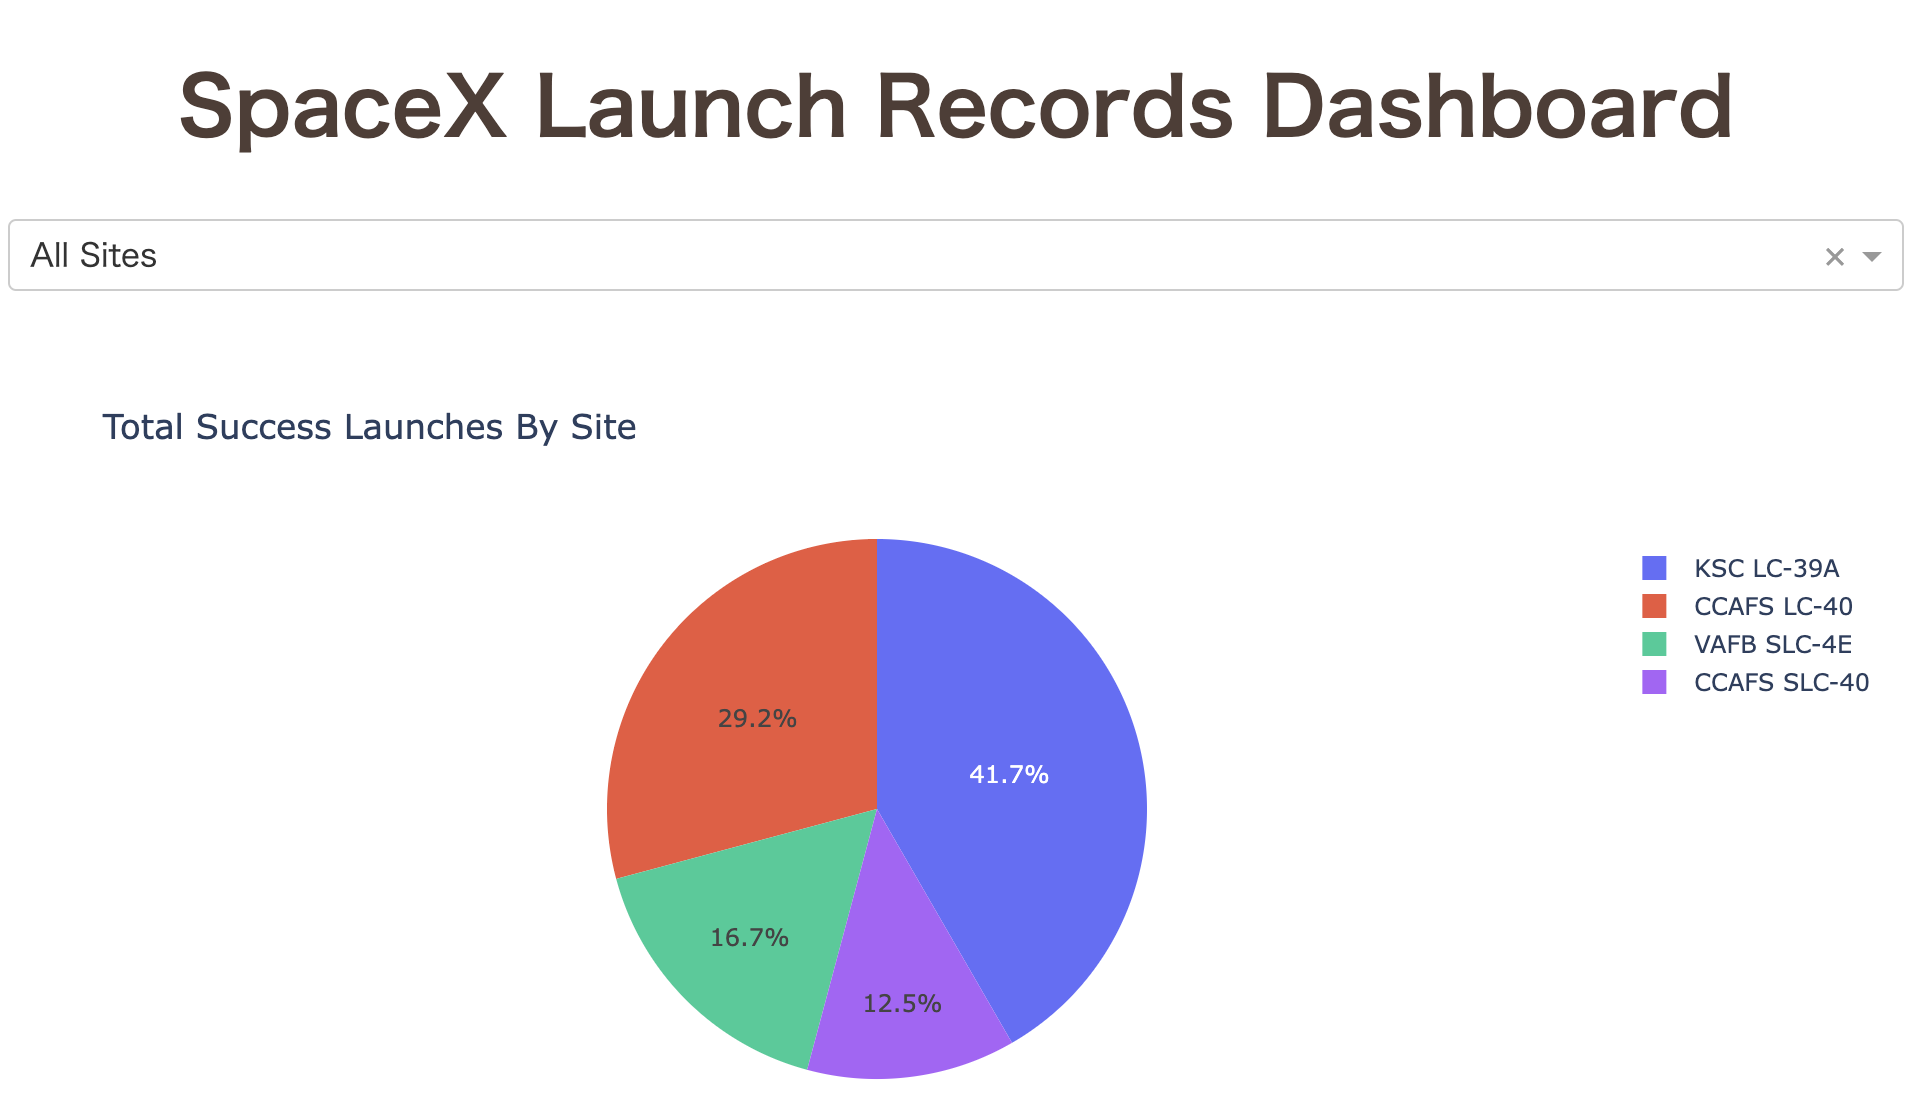 SpaceX Launch Records Dashboard
All Sites
Total Success Launches By Site
KSC LC-39A
CCAFS LC-40
VAFB SLC-4E
CCAFS SLC-40
29.2%
41.7%
16.7%
12.5%